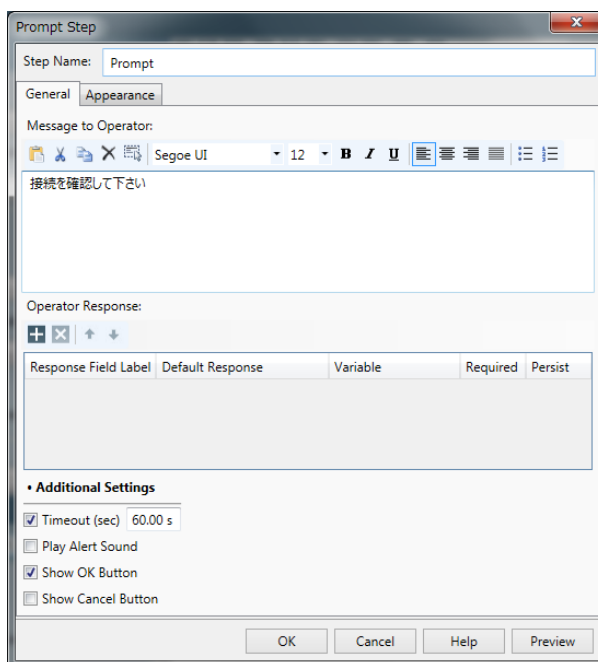 Prompt Step
Step Name: Prompt
General Appearance
Message to Operator:
Segoe UI 12 B I U
接続を確認して下さい
Operator Response:
Response Field Label Default Response Variable Required Persist
• Additional Settings
Timeout (sec) 60.00 s
Play Alert Sound
Show OK Button
Show Cancel Button
OK Cancel Help Preview